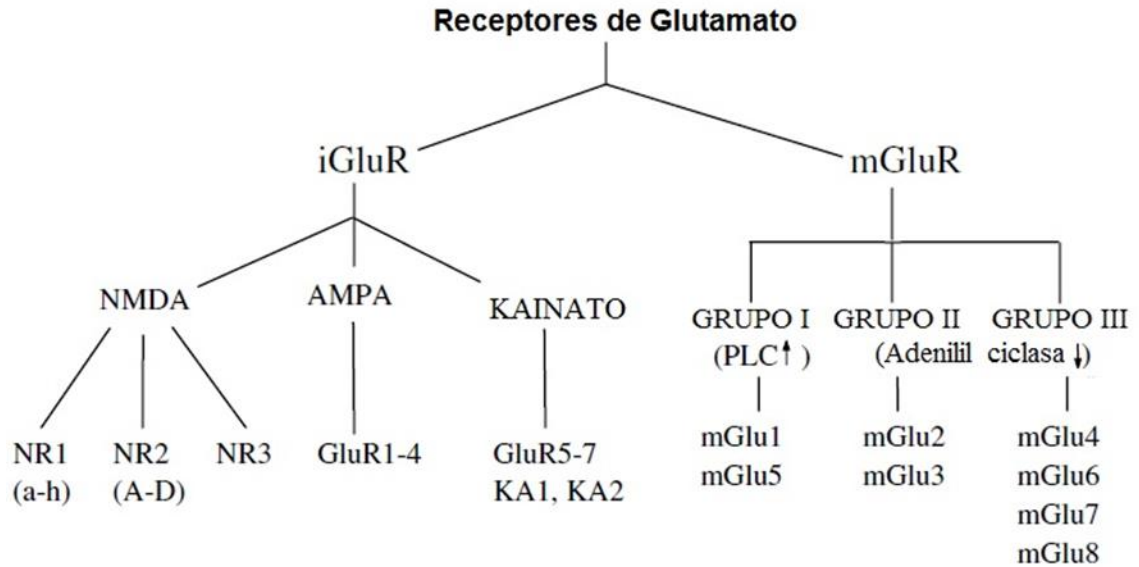 Receptores de Glutamato
iGluR mGluR
NMDA AMPA KAINATO GRUPO I GRUPO II GRUPO III
(PLC↑ ) (Adenilil ciclasa ↓)
NR1 NR2 NR3 GluR1-4 GluR5-7 mGlu1 mGlu2 mGlu4
(a-h) (A-D) KA1, KA2 mGlu5 mGlu3 mGlu6
mGlu7
mGlu8